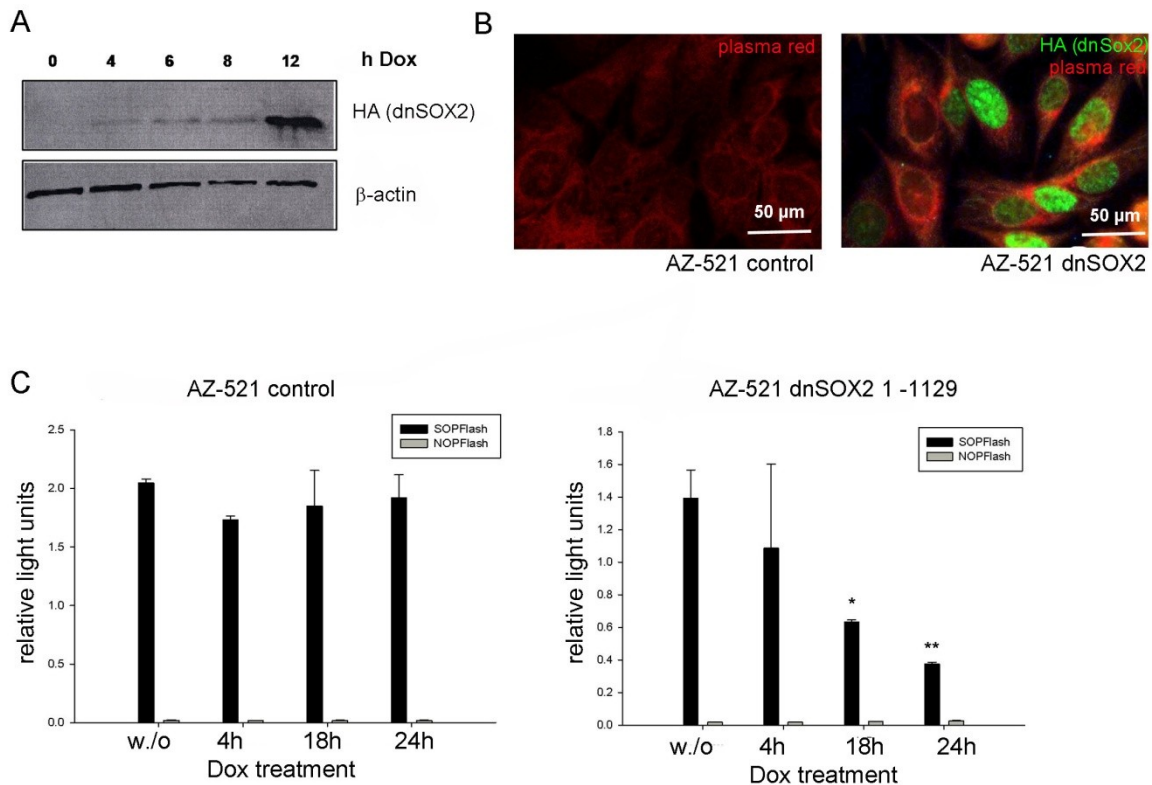 A
0 4 6 8 12 h Dox
HA (dnSOX2)
β-actin
B
plasma red
50 µm
AZ-521 control
HA (dnSox2)
plasma red
50 µm
AZ-521 dnSOX2
C
AZ-521 control
SOPFlash
NOPFlash
relative light units
2.5
2.0
1.5
1.0
0.5
0.0
w./o 4h 18h 24h
Dox treatment
AZ-521 dnSOX2 1 -1129
SOPFlash
NOPFlash
relative light units
1.8
1.6
1.4
1.2
1.0
0.8
0.6
0.4
0.2
0.0
* **
w./o 4h 18h 24h
Dox treatment